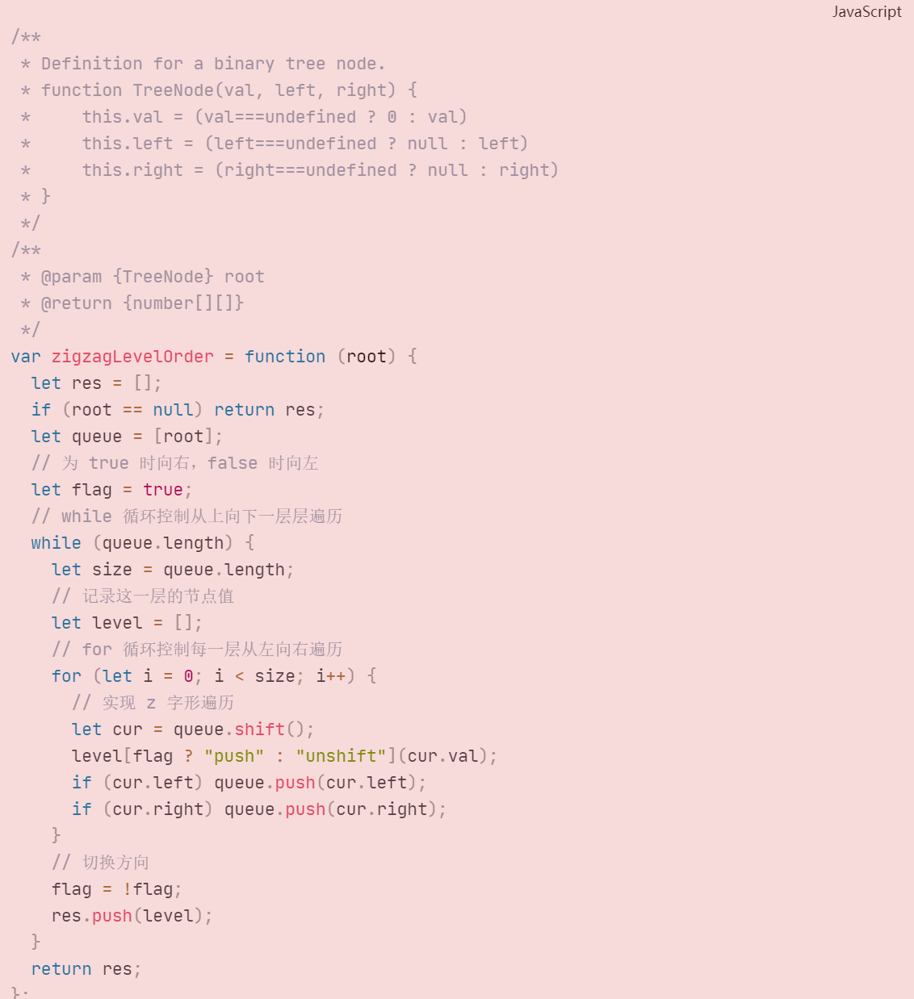 JavaScript
/**
 * Definition for a binary tree node.
 * function TreeNode(val, left, right) {
 *     this.val = (val===undefined ? 0 : val)
 *     this.left = (left===undefined ? null : left)
 *     this.right = (right===undefined ? null : right)
 * }
 */
/**
 * @param {TreeNode} root
 * @return {number[][]}
 */
var zigzagLevelOrder = function (root) {
  let res = [];
  if (root == null) return res;
  let queue = [root];
  // 为 true 时向右，false 时向左
  let flag = true;
  // while 循环控制从上向下一层层遍历
  while (queue.length) {
    let size = queue.length;
    // 记录这一层的节点值
    let level = [];
    // for 循环控制每一层从左向右遍历
    for (let i = 0; i < size; i++) {
      // 实现 z 字形遍历
      let cur = queue.shift();
      level[flag ? "push" : "unshift"](cur.val);
      if (cur.left) queue.push(cur.left);
      if (cur.right) queue.push(cur.right);
    }
    // 切换方向
    flag = !flag;
    res.push(level);
  }
  return res;
};